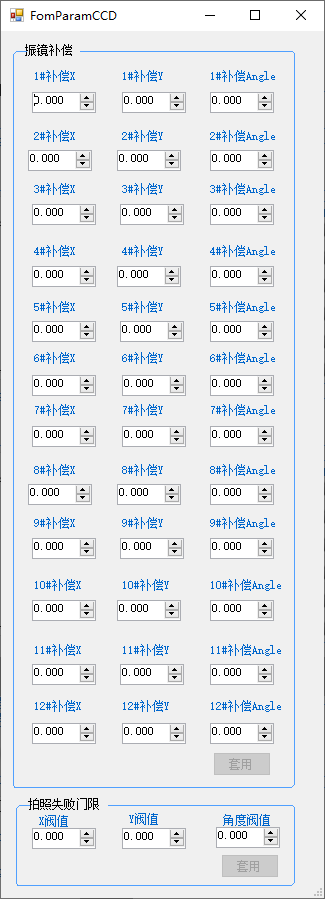 FomParamCCD
振镜补偿
1#补偿X 1#补偿Y 1#补偿Angle
0.000 0.000 0.000
2#补偿X 2#补偿Y 2#补偿Angle
0.000 0.000 0.000
3#补偿X 3#补偿Y 3#补偿Angle
0.000 0.000 0.000
4#补偿X 4#补偿Y 4#补偿Angle
0.000 0.000 0.000
5#补偿X 5#补偿Y 5#补偿Angle
0.000 0.000 0.000
6#补偿X 6#补偿Y 6#补偿Angle
0.000 0.000 0.000
7#补偿X 7#补偿Y 7#补偿Angle
0.000 0.000 0.000
8#补偿X 8#补偿Y 8#补偿Angle
0.000 0.000 0.000
9#补偿X 9#补偿Y 9#补偿Angle
0.000 0.000 0.000
10#补偿X 10#补偿Y 10#补偿Angle
0.000 0.000 0.000
11#补偿X 11#补偿Y 11#补偿Angle
0.000 0.000 0.000
12#补偿X 12#补偿Y 12#补偿Angle
0.000 0.000 0.000
套用
拍照失败门限
X阀值 Y阀值 角度阀值
0.000 0.000 0.000
套用